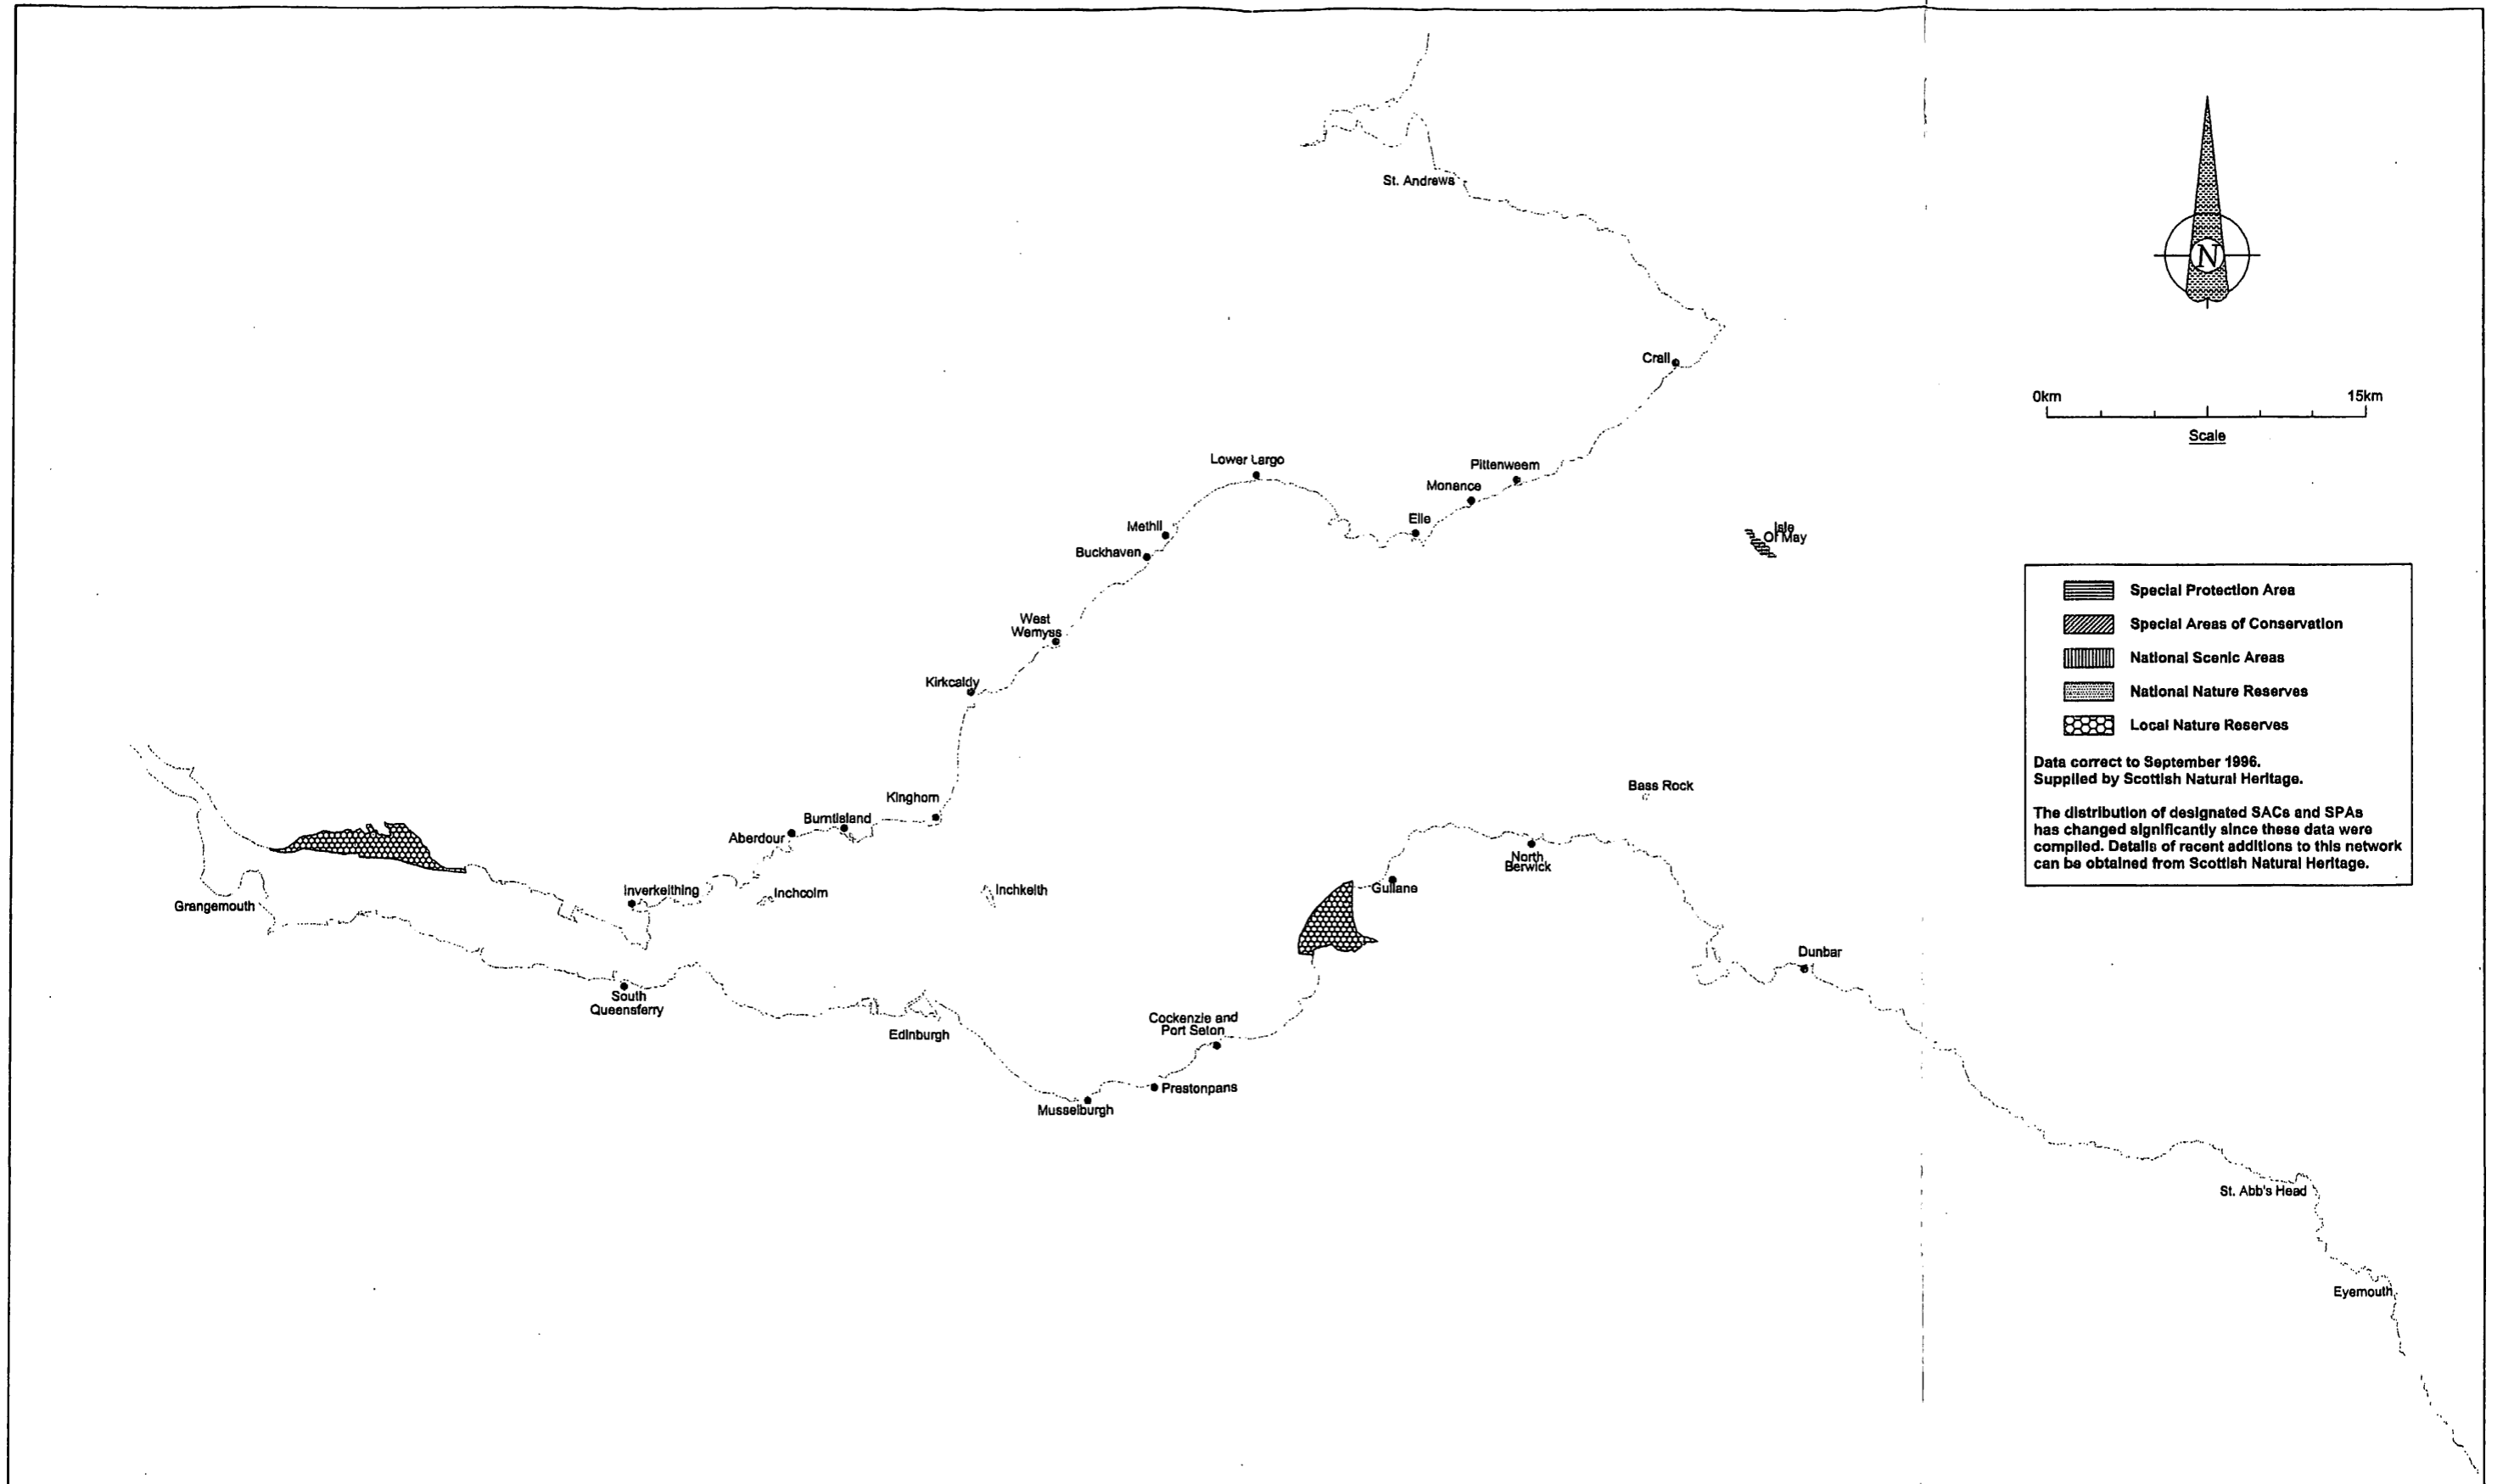 St. Andrews
N
Crail
0km 15km
Scale
Lower Largo
Pittenweem
Monance
Elie
Methil
Buckhaven
Isle
Of May
West
Wemyss
Kirkcaldy
Special Protection Area
Special Areas of Conservation
National Scenic Areas
National Nature Reserves
Local Nature Reserves
Data correct to September 1996.
Supplied by Scottish Natural Heritage.
The distribution of designated SACs and SPAs
has changed significantly since these data were
compiled. Details of recent additions to this network
can be obtained from Scottish Natural Heritage.
Bass Rock
Kinghorn
Burntisland
Aberdour
North
Berwick
Gullane
Inverkeithing
Inchcolm
Inchkeith
Grangemouth
Dunbar
South
Queensferry
Edinburgh
Cockenzie and
Port Seton
Prestonpans
Musselburgh
St. Abb's Head
Eyemouth